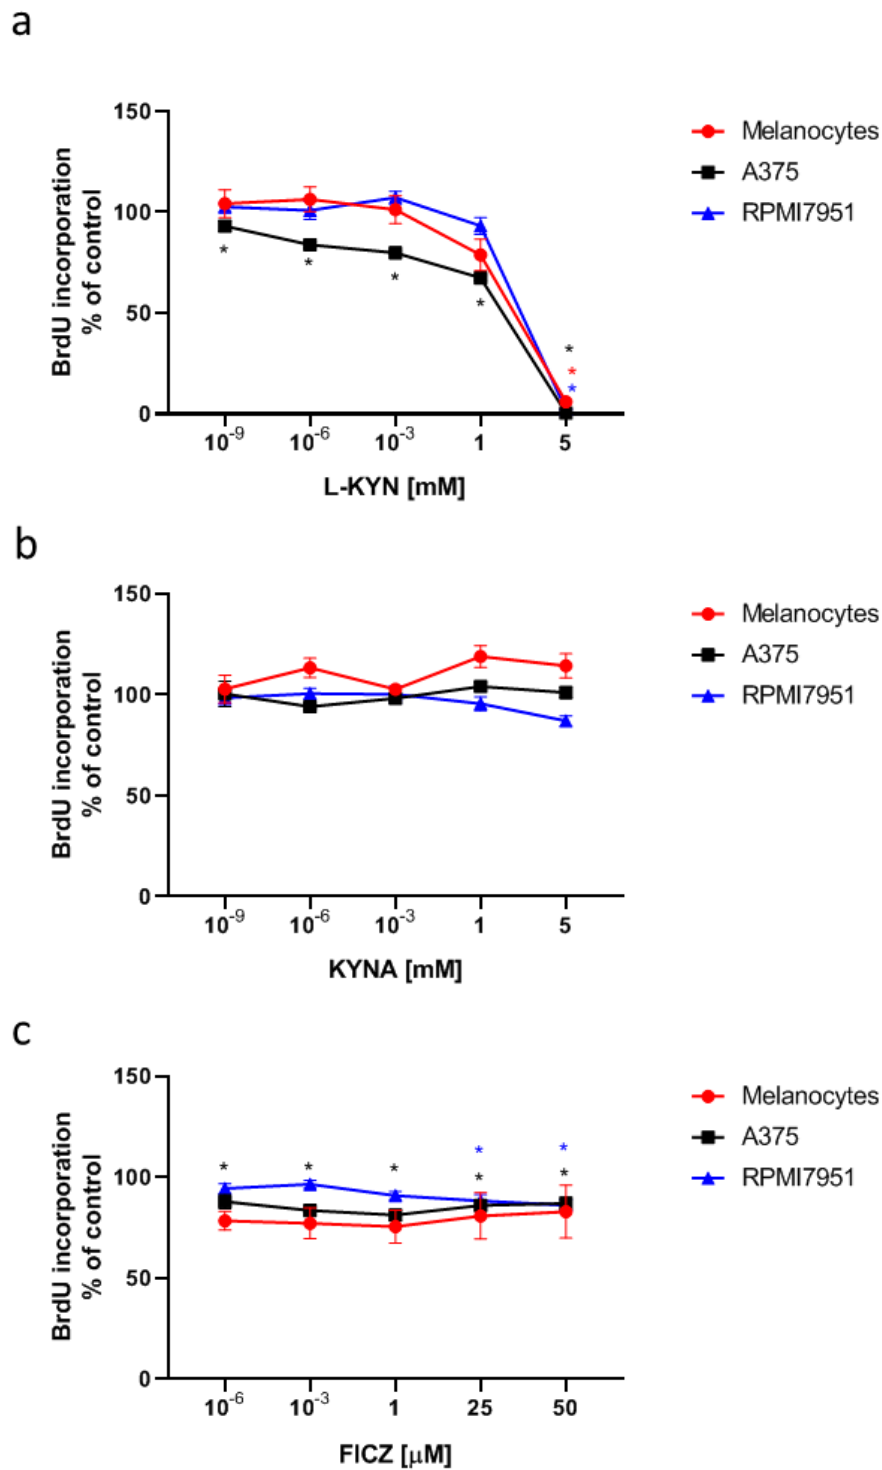 a
150
100
50
0
BrdU incorporation
% of control
*
*
*
*
*
*
*
10⁻⁹ 10⁻⁶ 10⁻³ 1 5
L-KYN [mM]
Melanocytes
A375
RPMI7951
b
150
100
50
0
BrdU incorporation
% of control
10⁻⁹ 10⁻⁶ 10⁻³ 1 5
KYNA [mM]
Melanocytes
A375
RPMI7951
c
150
100
50
0
BrdU incorporation
% of control
* *
* * * * *
10⁻⁶ 10⁻³ 1 25 50
FICZ [μM]
Melanocytes
A375
RPMI7951